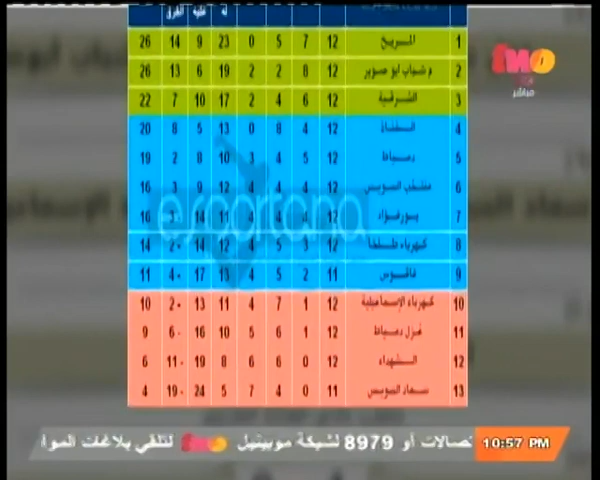 له عليه الفرق
1 المريخ 12 7 5 0 23 9 14 26
2 م شباب ابو صوير 12 8 2 2 19 6 13 26
3 الشرقية 12 6 4 2 17 10 7 22
4 القناة 12 4 8 0 13 5 8 20
5 دمياط 12 4 3 5 10 8 2 19
6 منتخب السويس 12 4 4 4 12 9 3 16
7 بورفؤاد 12 4 4 4 11 14 3- 16
8 كهرباء طلخا 12 3 5 4 12 14 2- 14
9 فاقوس 11 2 5 4 13 17 4- 11
10 كهرباء الإسماعيلية 12 1 7 4 11 13 2- 10
11 غزل دمياط 12 1 6 5 10 16 6- 9
12 الشهداء 12 0 6 6 8 19 11- 6
13 سماد السويس 11 0 4 7 5 24 19- 4
esportana
مباشر
تصالات أو 8979 لشبكة موبينيل لتلقي بلاغات الموا
10:57 PM